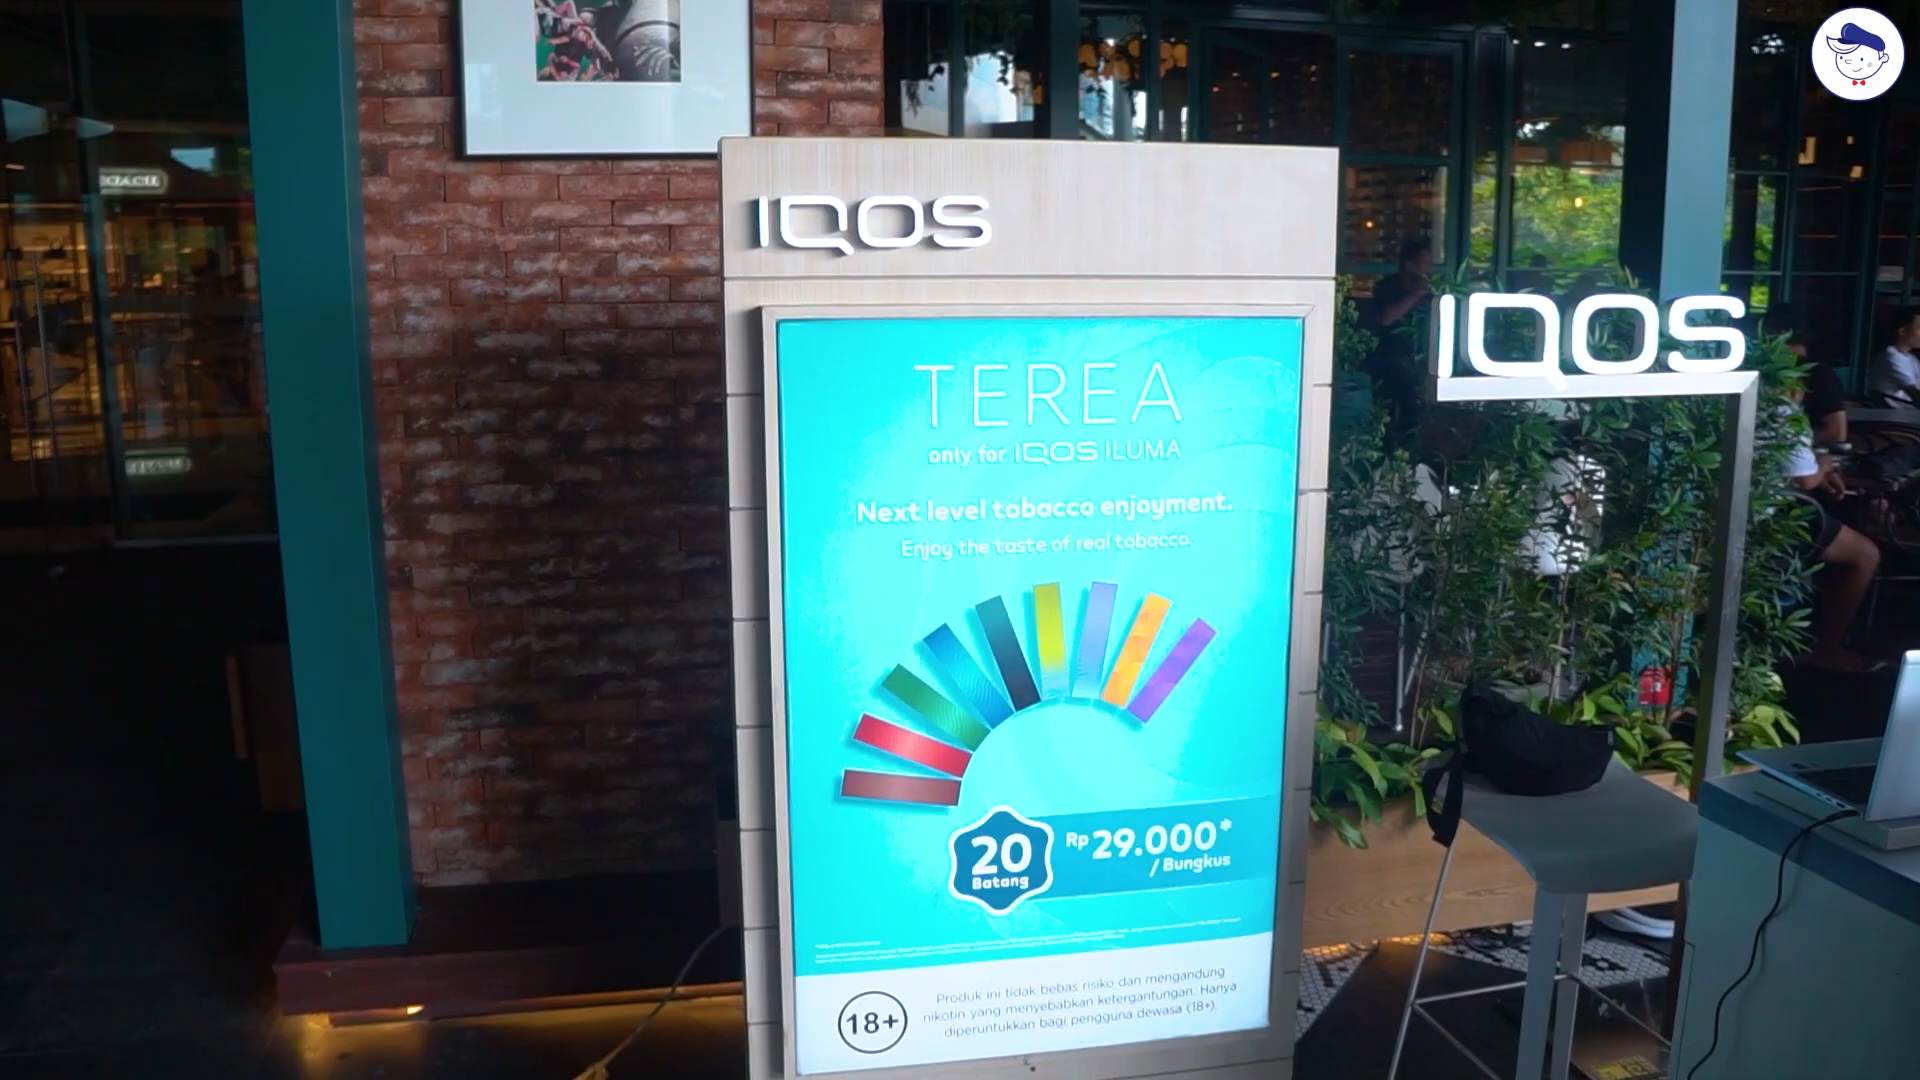 IQOS
IQOS
TEREA
only for IQOS ILUMA
Next level tobacco enjoyment.
Enjoy the taste of real tobacco.
20
Batang
Rp 29.000*
/Bungkus
18+
Produk ini tidak bebas risiko dan mengandung
nikotin yang menyebabkan ketergantungan. Hanya
diperuntukkan bagi pengguna dewasa (18+).